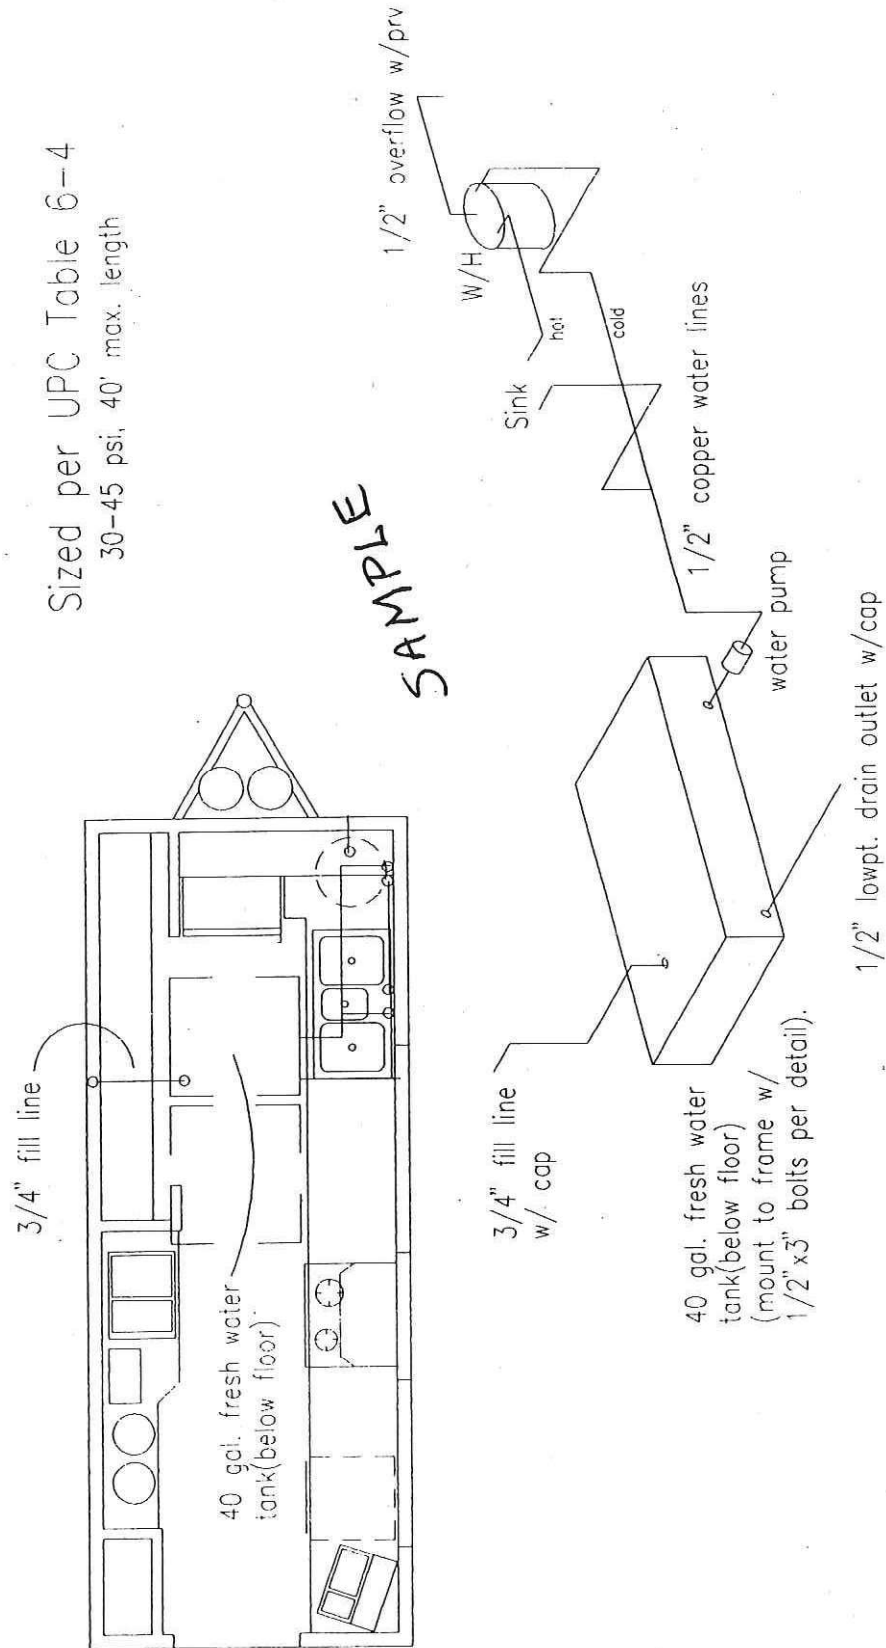 Sized per UPC Table 6-4
30-45 psi, 40' max. length
3/4" fill line
40 gal. fresh water
tank(below floor)
SAMPLE
1/2" overflow w/prv
W/H
hot
cold
Sink
1/2" copper water lines
water pump
3/4" fill line
w/ cap
40 gal. fresh water
tank(below floor)
(mount to frame w/
1/2"x3" bolts per detail).
1/2" lowpt. drain outlet w/cap